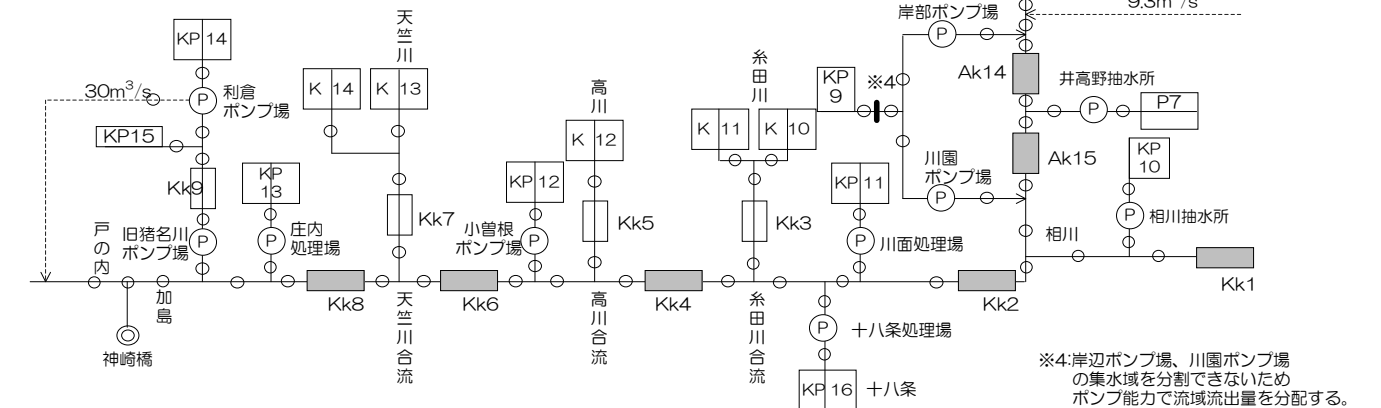 9.3m³/s
岸部ポンプ場
天竺川
KP 14
30m³/s
利倉
ポンプ場
K 14
K 13
高川
糸田川
KP
9
※4
Ak14
井高野抽水所
P7
KP15
K 12
K 11
K 10
Ak15
KP
10
川園
ポンプ場
KP
13
KP 12
KP 11
Kk9
Kk7
Kk5
Kk3
相川抽水所
戸の内
旧猪名川
ポンプ場
庄内
処理場
小曽根
ポンプ場
川面処理場
相川
加島
Kk8
Kk6
Kk4
Kk2
Kk1
神崎橋
天竺川合流
高川合流
糸田川合流
十八条処理場
KP 16
十八条
※4:岸辺ポンプ場、川園ポンプ場
の集水域を分割できないため
ポンプ能力で流域流出量を分配する。
P
P
P
P
P
P
P
P
P
P